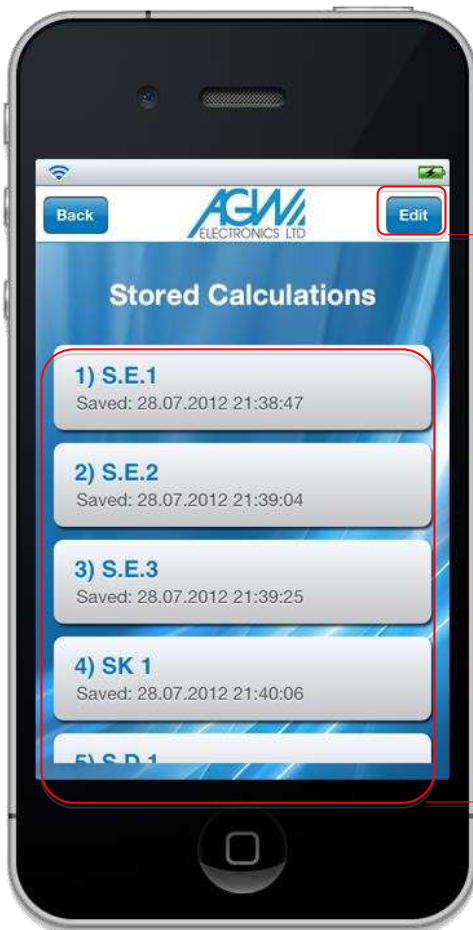 Back
AGW
ELECTRONICS LTD
Edit
Stored Calculations
1) S.E.1
Saved: 28.07.2012 21:38:47
2) S.E.2
Saved: 28.07.2012 21:39:04
3) S.E.3
Saved: 28.07.2012 21:39:25
4) SK 1
Saved: 28.07.2012 21:40:06
5) S.D.1